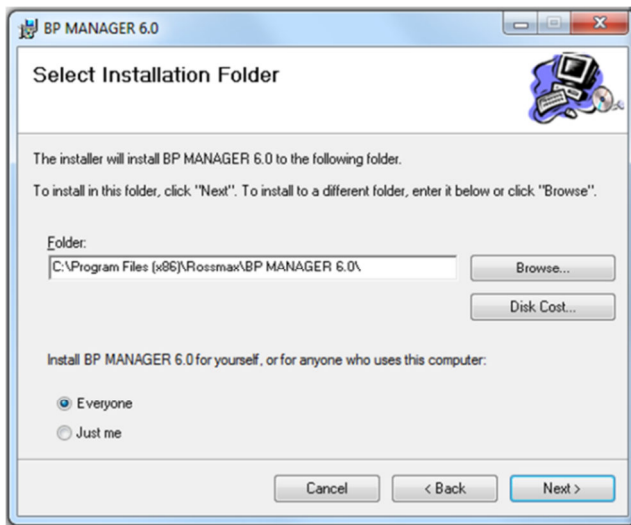 BP MANAGER 6.0
Select Installation Folder
The installer will install BP MANAGER 6.0 to the following folder.
To install in this folder, click "Next". To install to a different folder, enter it below or click "Browse".
Folder:
C:\Program Files (x86)\Rossmax\BP MANAGER 6.0\
Browse...
Disk Cost...
Install BP MANAGER 6.0 for yourself, or for anyone who uses this computer:
Everyone
Just me
Cancel
< Back
Next >